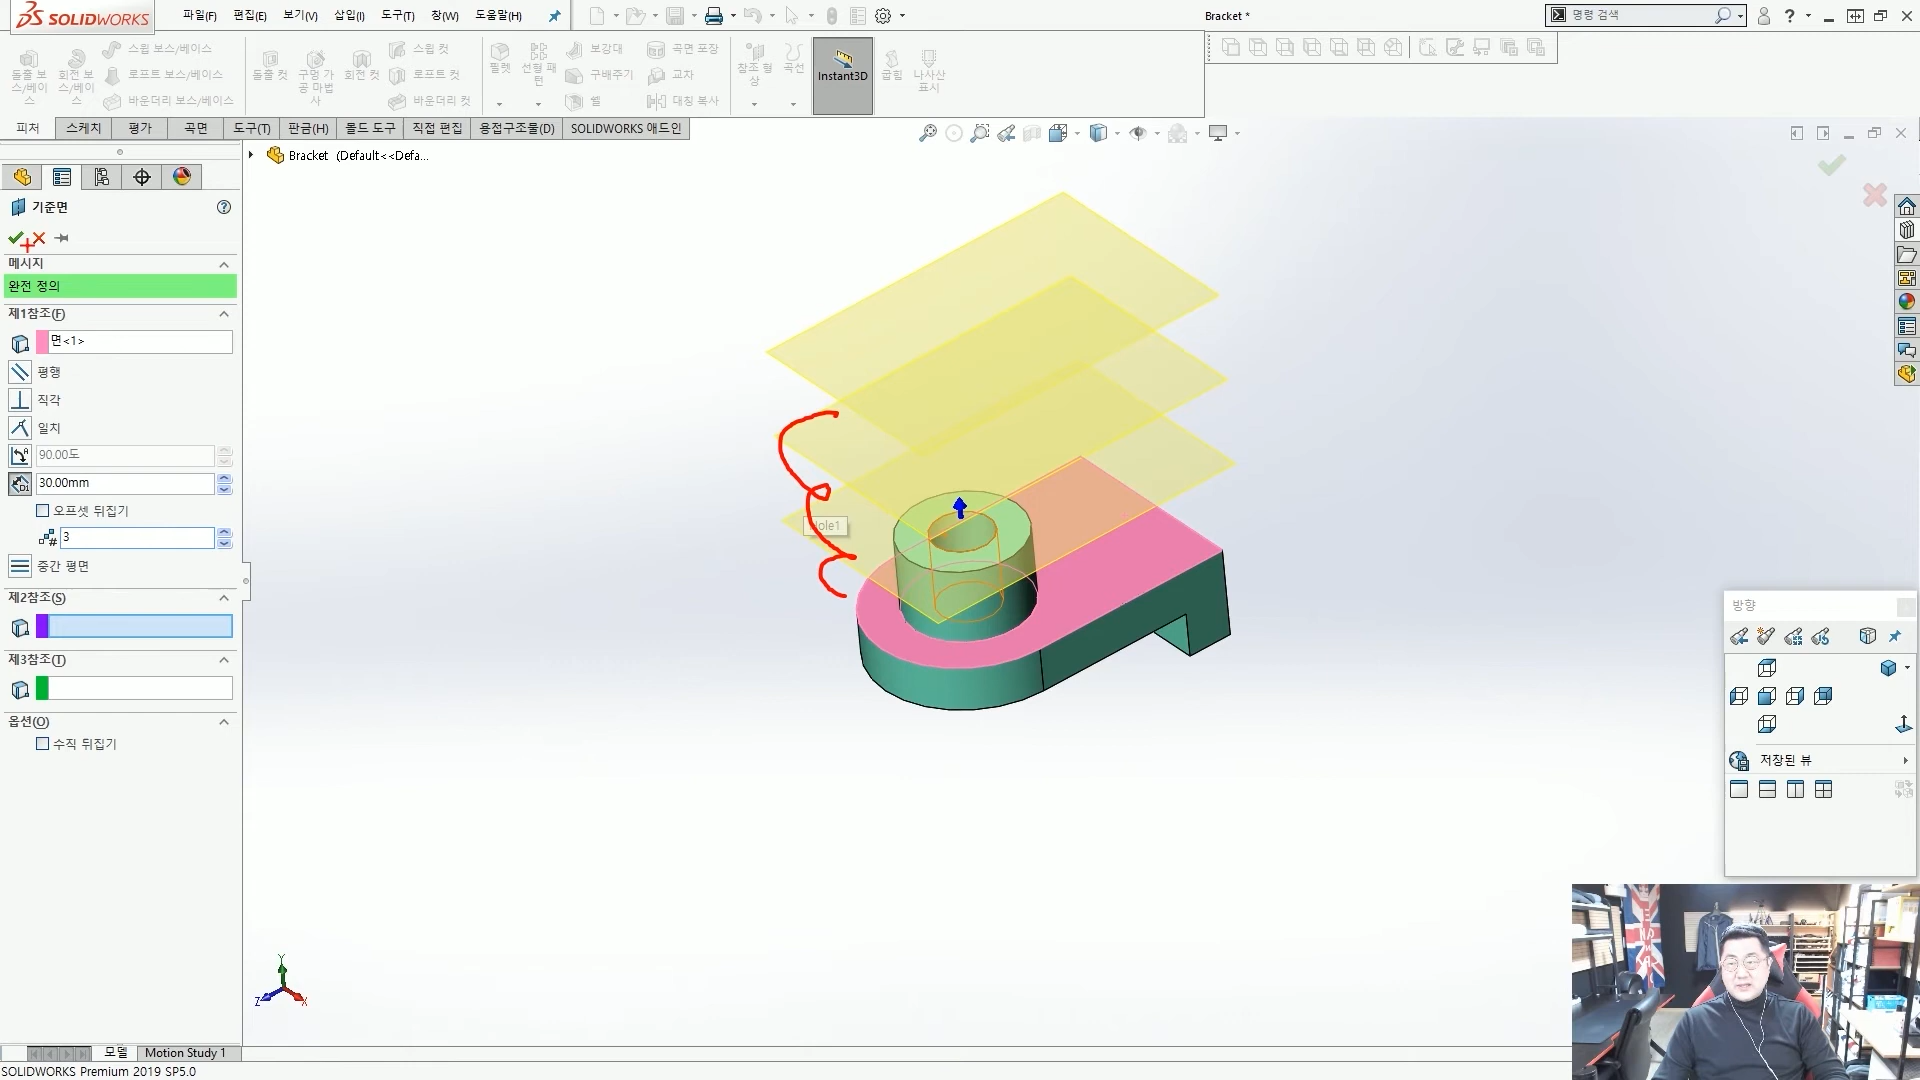 SOLIDWORKS
파일(F) 편집(E) 보기(V) 삽입(I) 도구(T) 창(W) 도움말(H)
Bracket *
명령 검색
돌출 보스/베이스
회전 보스/베이스
스윕 보스/베이스
로프트 보스/베이스
바운더리 보스/베이스
돌출 컷
구멍 가공 마법사
회전 컷
스윕 컷
로프트 컷
바운더리 컷
필렛
선형 패턴
보강대
구배주기
쉘
곡면 포장
교차
대칭 복사
참조 형상
곡선
Instant3D
굽힘
나사산 표시
피처 스케치 평가 곡면 도구(T) 판금(H) 몰드 도구 직접 편집 용접구조물(D) SOLIDWORKS 애드인
Bracket (Default<<Defa...
기준면
메시지
완전 정의
제1참조(F)
면<1>
평행
직각
일치
90.00도
30.00mm
오프셋 뒤집기
3
중간 평면
제2참조(S)
제3참조(T)
옵션(O)
수직 뒤집기
방향
저장된 뷰
Y
Z
X
모델 Motion Study 1
SOLIDWORKS Premium 2019 SP5.0